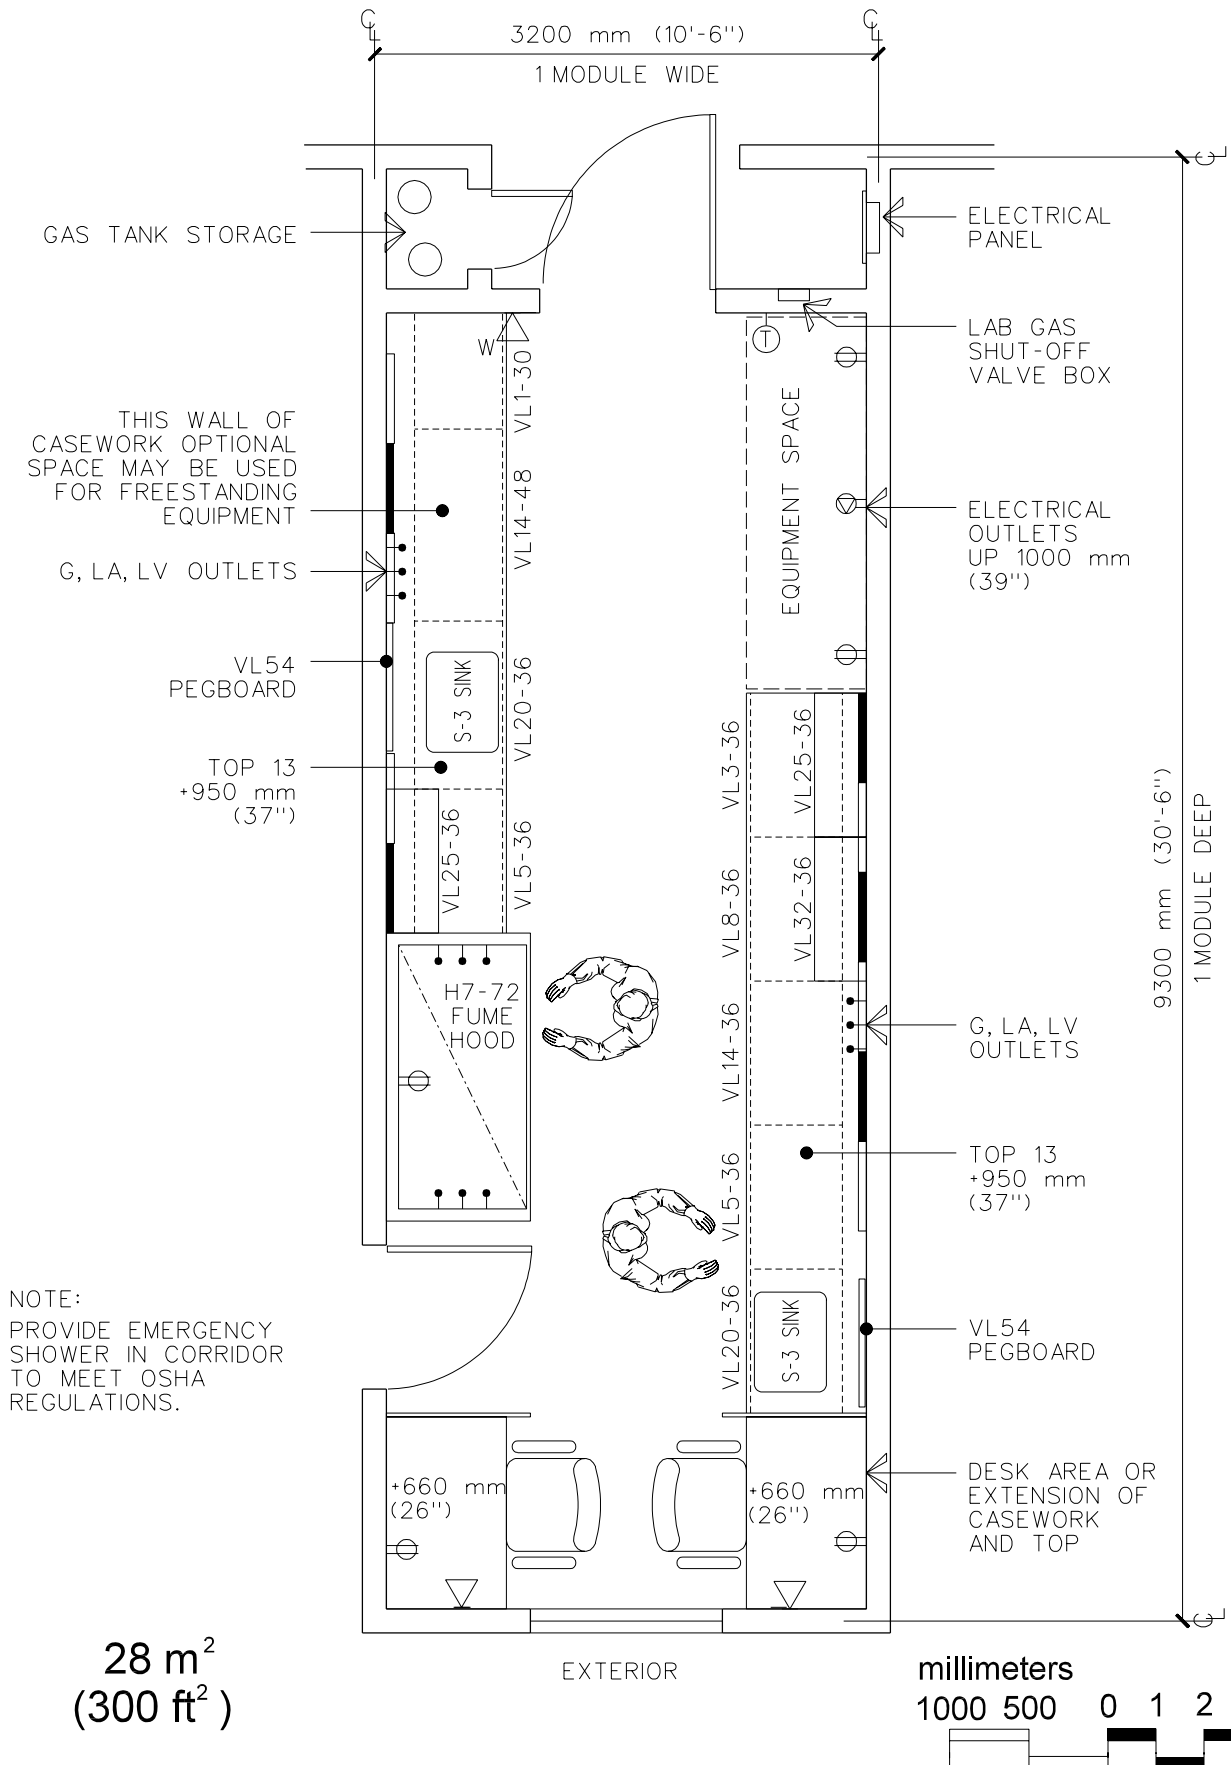 3200 mm (10'-6")
1 MODULE WIDE
GAS TANK STORAGE
ELECTRICAL
PANEL
LAB GAS
SHUT-OFF
VALVE BOX
T
W
VL1-30
THIS WALL OF
CASEWORK OPTIONAL
SPACE MAY BE USED
FOR FREESTANDING
EQUIPMENT
VL14-48
EQUIPMENT SPACE
ELECTRICAL
OUTLETS
UP 1000 mm
(39")
G, LA, LV OUTLETS
VL54
PEGBOARD
S-3 SINK
VL20-36
TOP 13
+950 mm
(37")
VL25-36
VL5-36
VL3-36
VL25-36
VL8-36
VL32-36
9300 mm (30'-6")
1 MODULE DEEP
H7-72
FUME
HOOD
VL14-36
G, LA, LV
OUTLETS
TOP 13
+950 mm
(37")
VL5-36
VL20-36
S-3 SINK
VL54
PEGBOARD
NOTE:
PROVIDE EMERGENCY
SHOWER IN CORRIDOR
TO MEET OSHA
REGULATIONS.
+660 mm
(26")
+660 mm
(26")
DESK AREA OR
EXTENSION OF
CASEWORK
AND TOP
28 m²
(300 ft²)
EXTERIOR
millimeters
1000 500 0 1 2